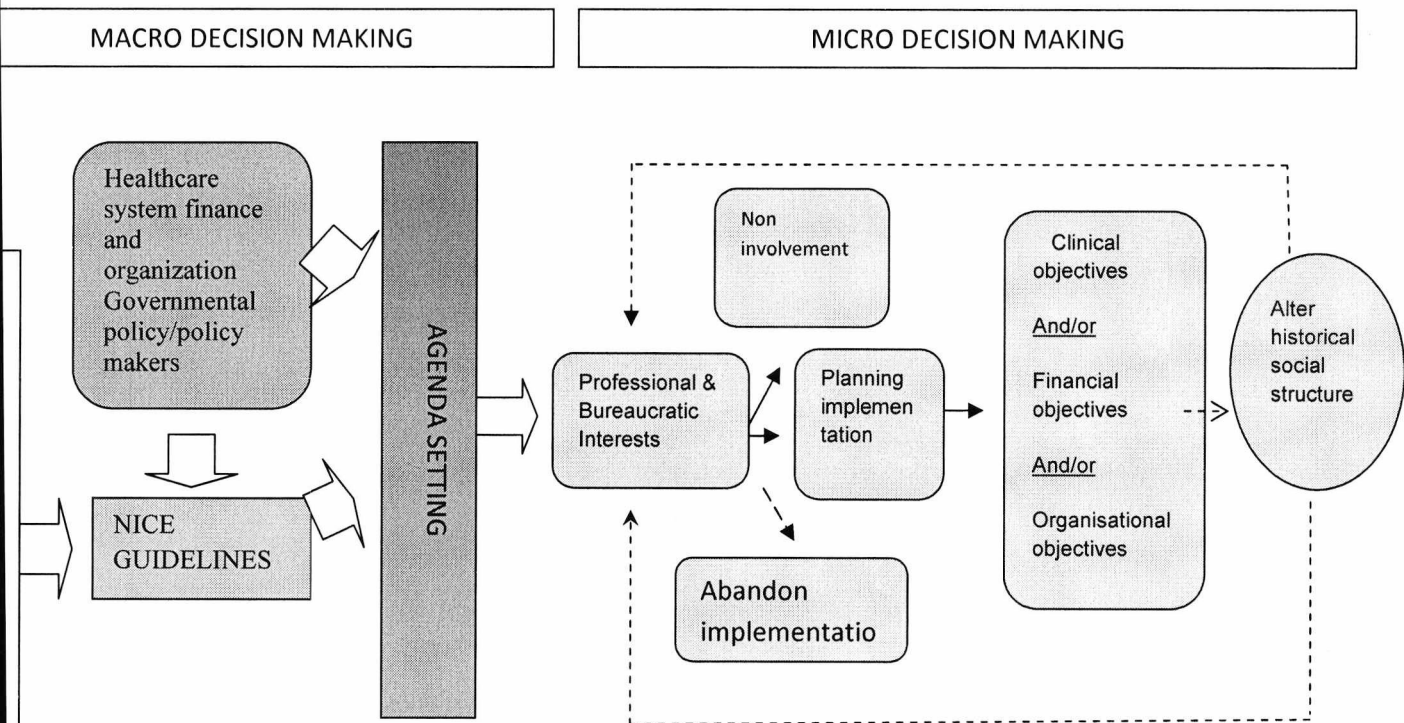 MACRO DECISION MAKING
MICRO DECISION MAKING
Healthcare
system finance
and
organization
Governmental
policy/policy
makers
NICE
GUIDELINES
AGENDA SETTING
Professional &
Bureaucratic
Interests
Non
involvement
Planning
implemen
tation
Abandon
implementatio
Clinical
objectives
And/or
Financial
objectives
And/or
Organisational
objectives
Alter
historical
social
structure